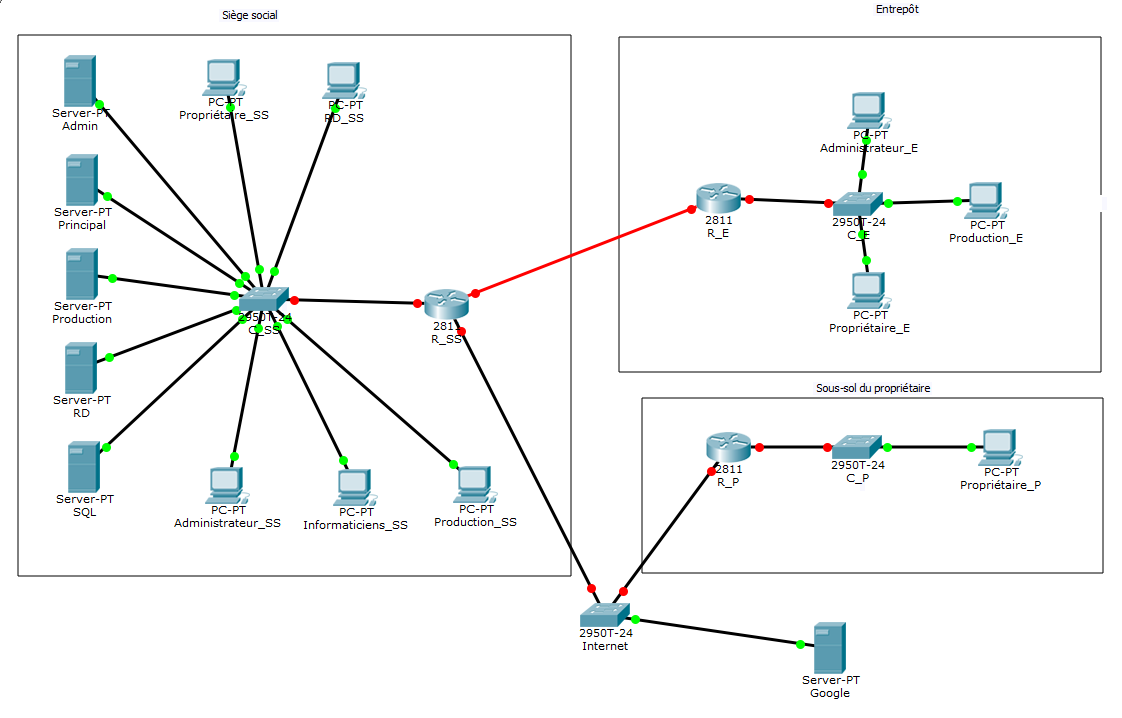 Siège social
Entrepôt
Server-PT
Admin
PC-PT
Propriétaire_SS
PC-PT
RD_SS
Server-PT
Principal
Server-PT
Production
Server-PT
RD
Server-PT
SQL
2950T-24
C_SS
2811
R_SS
PC-PT
Administrateur_SS
PC-PT
Informaticiens_SS
PC-PT
Production_SS
2811
R_E
PC-PT
Administrateur_E
2950T-24
C_E
PC-PT
Production_E
PC-PT
Propriétaire_E
Sous-sol du propriétaire
2811
R_P
2950T-24
C_P
PC-PT
Propriétaire_P
2950T-24
Internet
Server-PT
Google